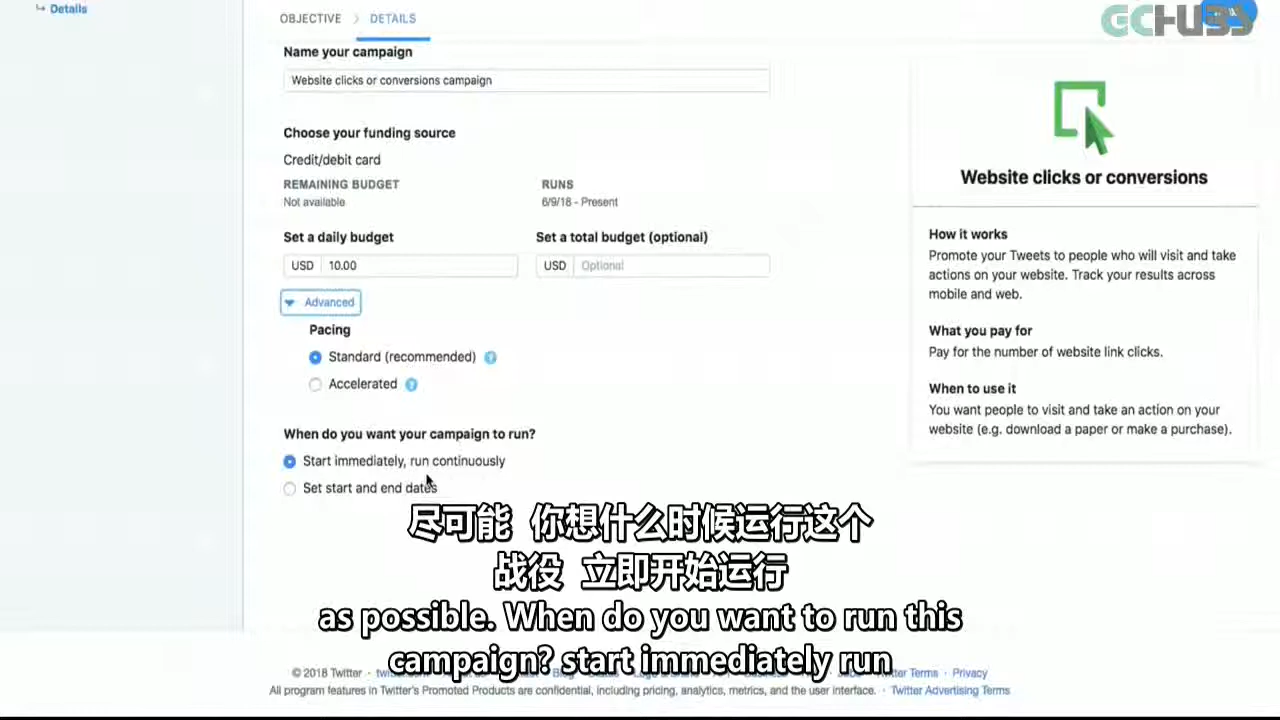 Details
OBJECTIVE
DETAILS
GCHUBS
Name your campaign
Website clicks or conversions campaign
Choose your funding source
Credit/debit card
REMAINING BUDGET
Not available
RUNS
6/9/18 - Present
Set a daily budget
USD 10.00
Set a total budget (optional)
USD Optional
Advanced
Pacing
Standard (recommended) ?
Accelerated ?
When do you want your campaign to run?
Start immediately, run continuously
Set start and end dates
Website clicks or conversions
How it works
Promote your Tweets to people who will visit and take
actions on your website. Track your results across
mobile and web.
What you pay for
Pay for the number of website link clicks.
When to use it
You want people to visit and take an action on your
website (e.g. download a paper or make a purchase).
尽可能 你想什么时候运行这个
战役 立即开始运行
as possible. When do you want to run this
campaign? start immediately run
© 2018 Twitter · Terms · Privacy
All program features in Twitter's Promoted Products are confidential, including pricing, analytics, metrics, and the user interface. · Twitter Advertising Terms